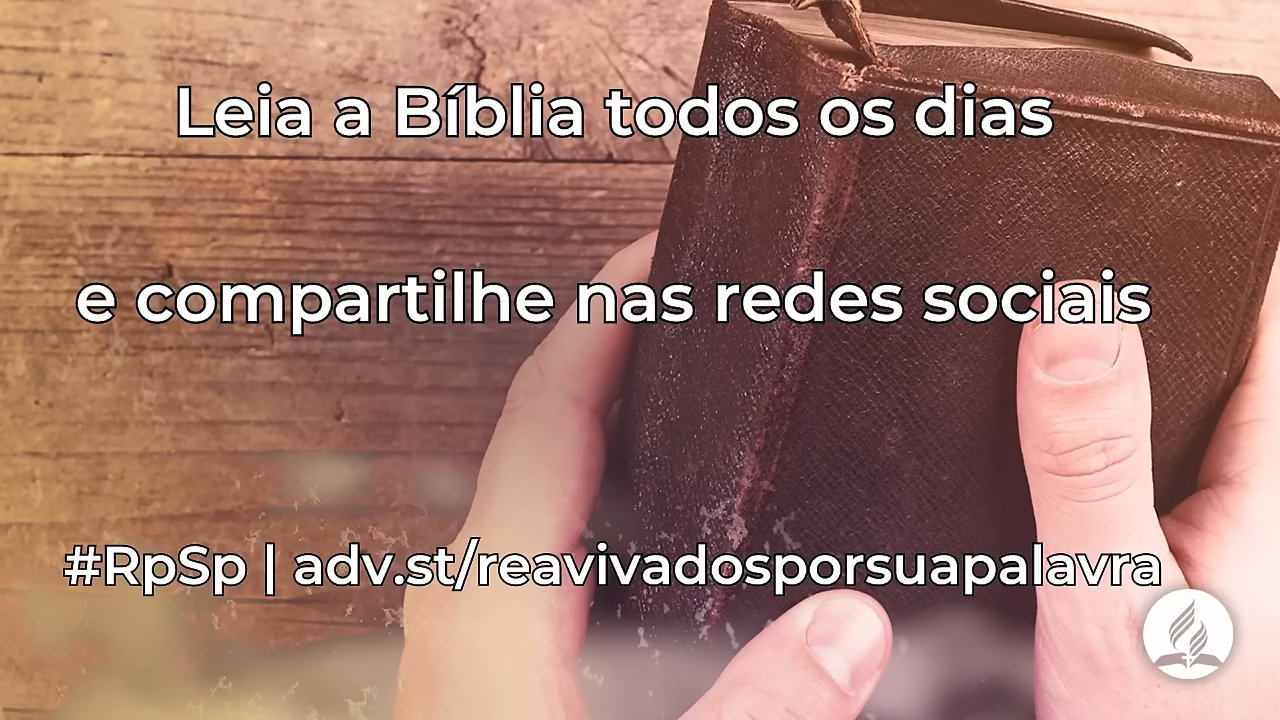 Leia a Bíblia todos os dias
e compartilhe nas redes sociais
#RpSp | adv.st/reavivadosporsuapalavra